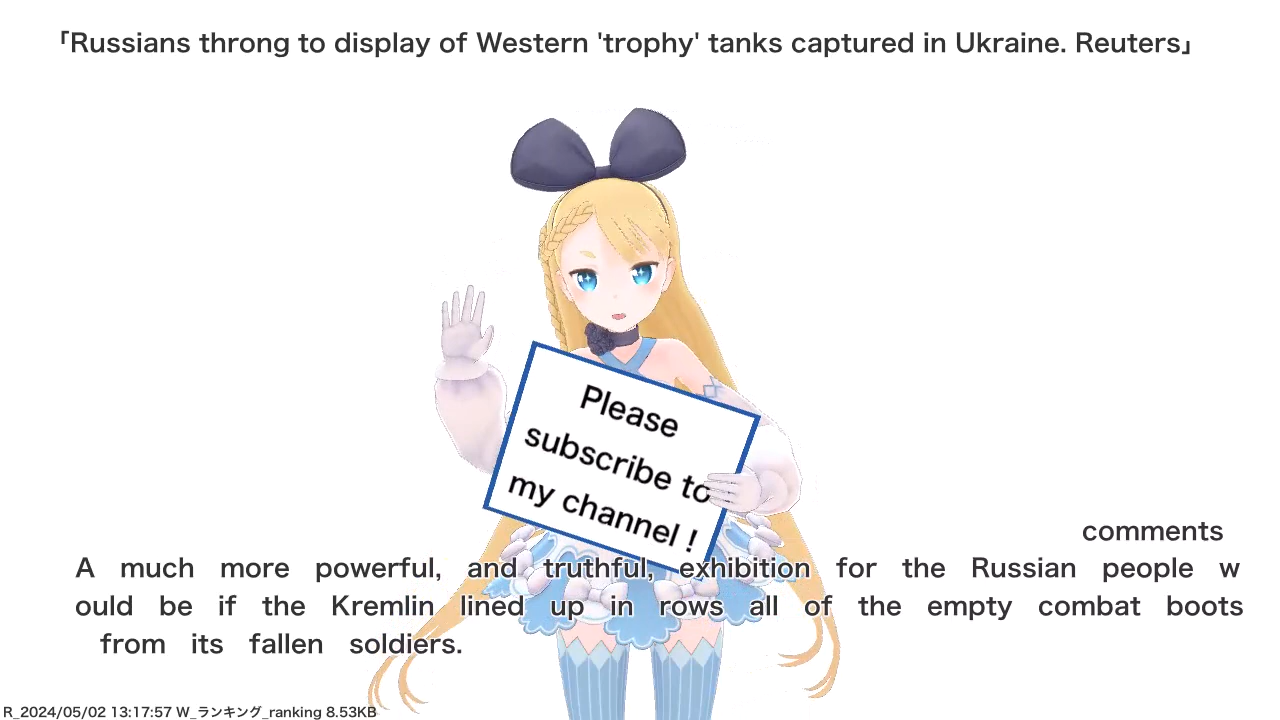 「Russians throng to display of Western 'trophy' tanks captured in Ukraine. Reuters」
Please
subscribe to
my channel !
comments
A much more powerful, and truthful, exhibition for the Russian people w
ould be if the Kremlin lined up in rows all of the empty combat boots
from its fallen soldiers.
R_2024/05/02 13:17:57 W_ランキング_ranking 8.53KB